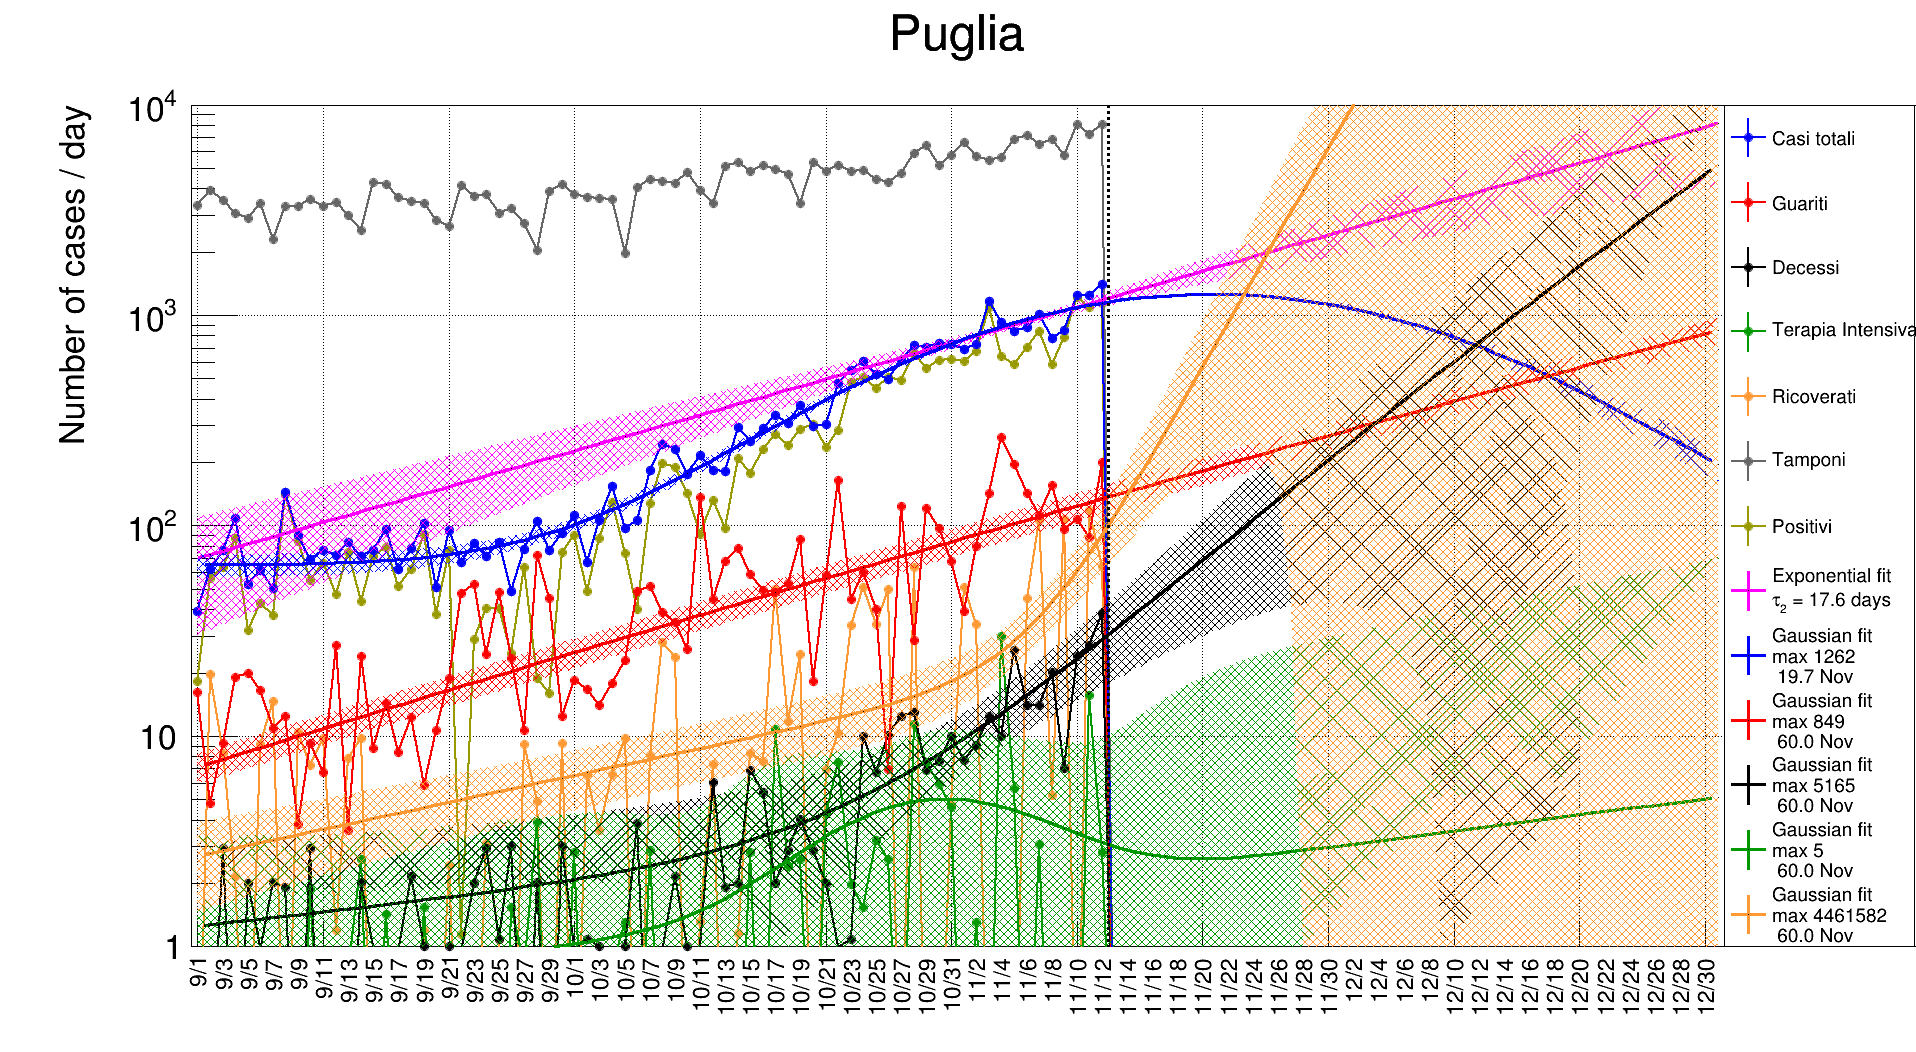 Puglia
Number of cases / day
10^4
10^3
10^2
10
1
9/1
9/3
9/5
9/7
9/9
9/11
9/13
9/15
9/17
9/19
9/21
9/23
9/25
9/27
9/29
10/1
10/3
10/5
10/7
10/9
10/11
10/13
10/15
10/17
10/19
10/21
10/23
10/25
10/27
10/29
10/31
11/2
11/4
11/6
11/8
11/10
11/12
11/14
11/16
11/18
11/20
11/22
11/24
11/26
11/28
11/30
12/2
12/4
12/6
12/8
12/10
12/12
12/14
12/16
12/18
12/20
12/22
12/24
12/26
12/28
12/30
Casi totali
Guariti
Decessi
Terapia Intensiva
Ricoverati
Tamponi
Positivi
Exponential fit
τ2 = 17.6 days
Gaussian fit
max 1262
19.7 Nov
Gaussian fit
max 849
60.0 Nov
Gaussian fit
max 5165
60.0 Nov
Gaussian fit
max 5
60.0 Nov
Gaussian fit
max 4461582
60.0 Nov